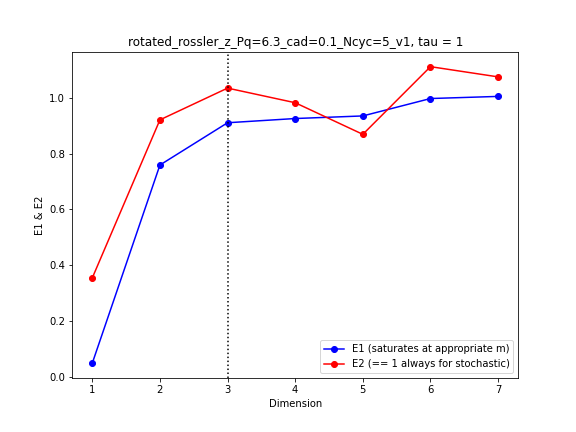 rotated_rossler_z_Pq=6.3_cad=0.1_Ncyc=5_v1, tau = 1
1.0
0.8
0.6
0.4
0.2
0.0
E1 & E2
E1 (saturates at appropriate m)
E2 (== 1 always for stochastic)
1 2 3 4 5 6 7
Dimension